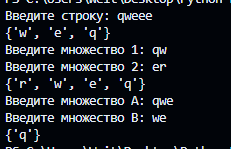 Введите строку: qweee
{'w', 'e', 'q'}
Введите множество 1: qw
Введите множество 2: er
{'r', 'w', 'e', 'q'}
Введите множество A: qwe
Введите множество B: we
{'q'}